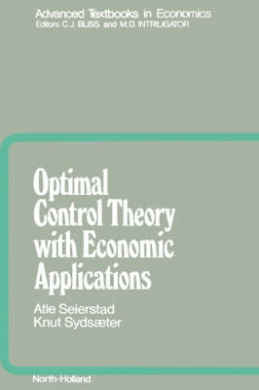 Advanced Textbooks in Economics
Editors C. J. BLISS and M.D. INTRILIGATOR
Optimal
Control Theory
with Economic
Applications
Atle Seierstad
Knut Sydsæter
North-Holland